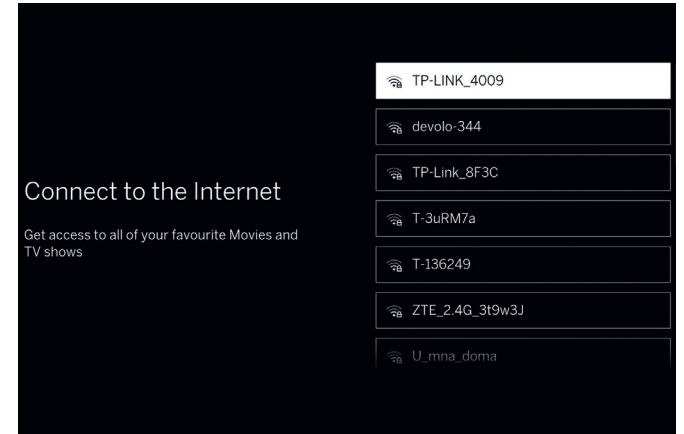 Connect to the Internet
Get access to all of your favourite Movies and
TV shows
TP-LINK_4009
devolo-344
TP-Link_8F3C
T-3uRM7a
T-136249
ZTE_2.4G_3t9w3J
U_mna_doma